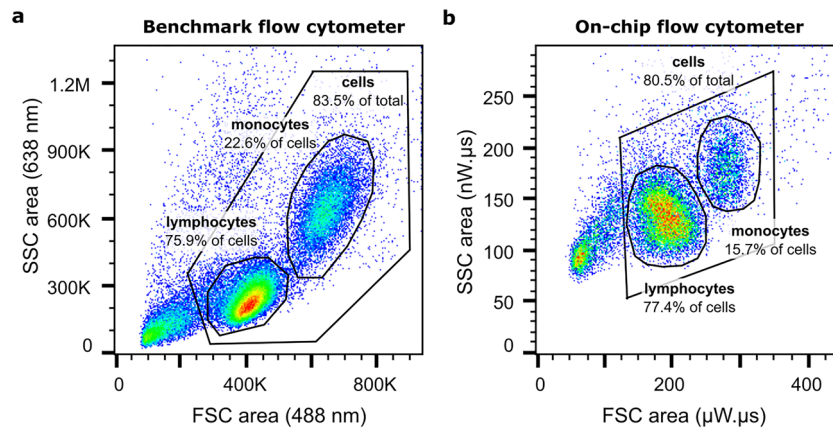 a
Benchmark flow cytometer
SSC area (638 nm)
1.2M
900K
600K
300K
0
cells
83.5% of total
monocytes
22.6% of cells
lymphocytes
75.9% of cells
0
400K
800K
FSC area (488 nm)
b
On-chip flow cytometer
SSC area (nW.µs)
250
200
150
100
50
0
cells
80.5% of total
monocytes
15.7% of cells
lymphocytes
77.4% of cells
0
200
400
FSC area (µW.µs)